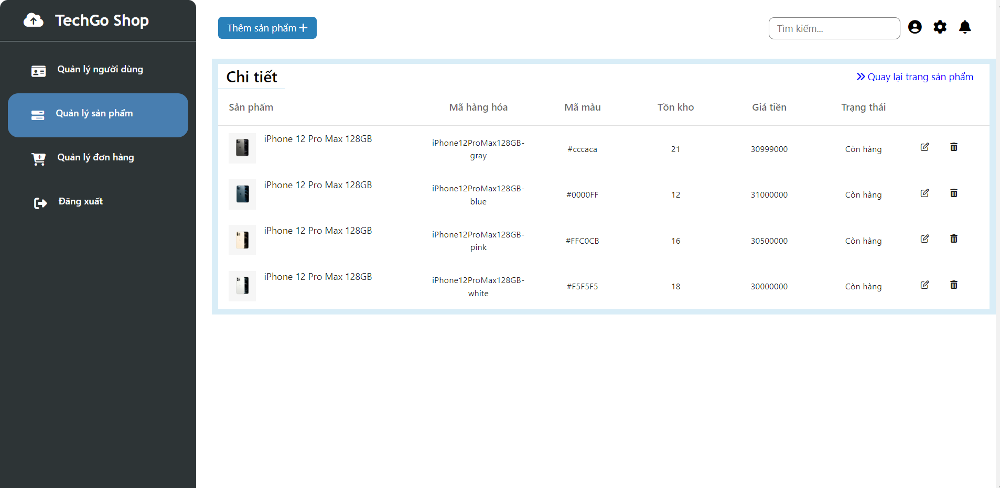 TechGo Shop
Quản lý người dùng
Quản lý sản phẩm
Quản lý đơn hàng
Đăng xuất
Thêm sản phẩm
Tìm kiếm...
Chi tiết
Quay lại trang sản phẩm
Sản phẩm Mã hàng hóa Mã màu Tồn kho Giá tiền Trạng thái
iPhone 12 Pro Max 128GB iPhone12ProMax128GB- #cccaca 21 30999000 Còn hàng
gray
iPhone 12 Pro Max 128GB iPhone12ProMax128GB- #0000FF 12 31000000 Còn hàng
blue
iPhone 12 Pro Max 128GB iPhone12ProMax128GB- #FFC0CB 16 30500000 Còn hàng
pink
iPhone 12 Pro Max 128GB iPhone12ProMax128GB- #F5F5F5 18 30000000 Còn hàng
white